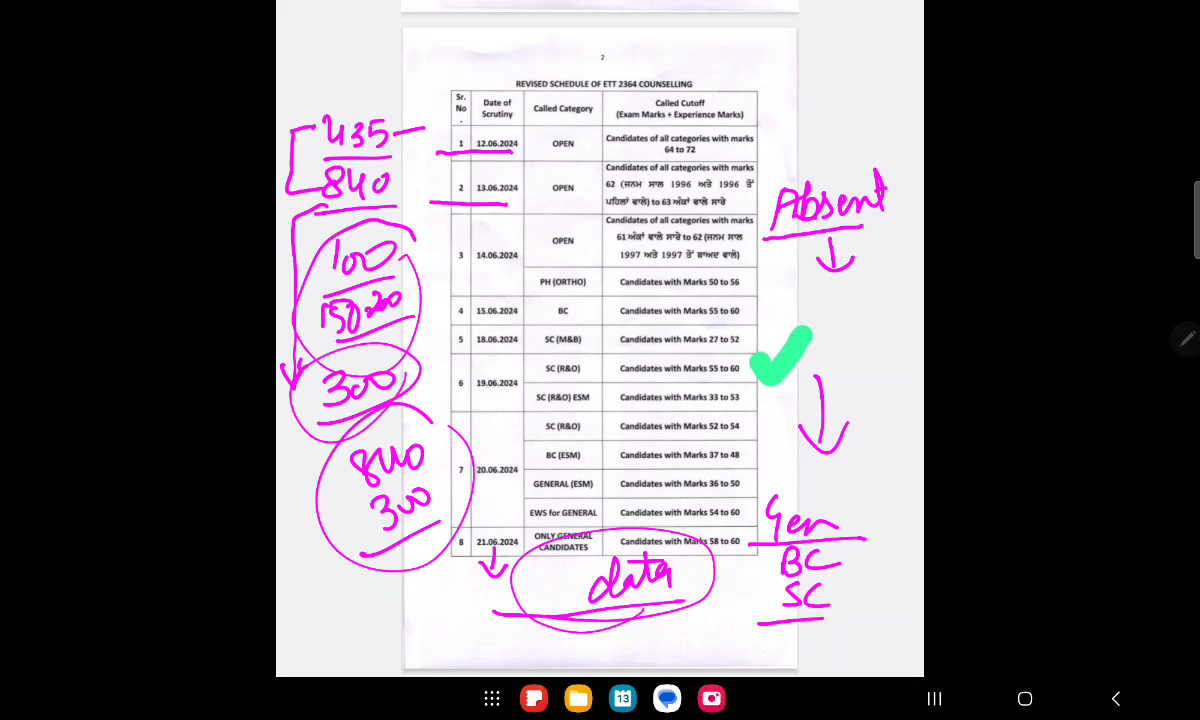 2
REVISED SCHEDULE OF ETT 2364 COUNSELLING
Sr. No . Date of Scrutiny Called Category Called Cutoff (Exam Marks + Experience Marks)
1 12.06.2024 OPEN Candidates of all categories with marks 64 to 72
2 13.06.2024 OPEN Candidates of all categories with marks 62 (ਜਨਮ ਸਾਲ 1996 ਅਤੇ 1996 ਤੋਂ ਪਹਿਲਾਂ ਵਾਲੇ) to 63 ਅੰਕਾਂ ਵਾਲੇ ਸਾਰੇ
3 14.06.2024 OPEN Candidates of all categories with marks 61 ਅੰਕਾਂ ਵਾਲੇ ਸਾਰੇ to 62 (ਜਨਮ ਸਾਲ 1997 ਅਤੇ 1997 ਤੋਂ ਬਾਅਦ ਵਾਲੇ)
PH (ORTHO) Candidates with Marks 50 to 56
4 15.06.2024 BC Candidates with Marks 55 to 60
5 18.06.2024 SC (M&B) Candidates with Marks 27 to 52
6 19.06.2024 SC (R&O) Candidates with Marks 55 to 60
SC (R&O) ESM Candidates with Marks 33 to 53
7 20.06.2024 SC (R&O) Candidates with Marks 52 to 54
BC (ESM) Candidates with Marks 37 to 48
GENERAL (ESM) Candidates with Marks 36 to 50
EWS for GENERAL Candidates with Marks 54 to 60
8 21.06.2024 ONLY GENERAL CANDIDATES Candidates with Marks 58 to 60
435
840
100
300
840
300
Absent
Gen
BC
SC
data
13